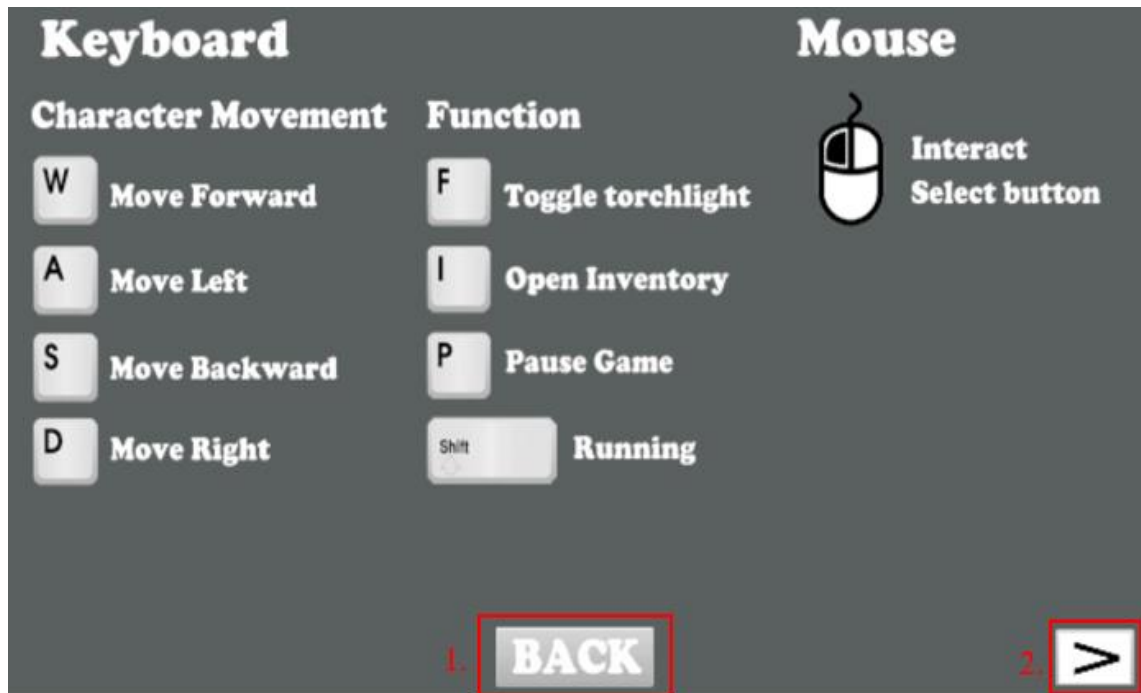 Keyboard
Mouse
Character Movement
Function
W Move Forward
F Toggle torchlight
Interact
Select button
A Move Left
I Open Inventory
S Move Backward
P Pause Game
D Move Right
Shift Running
1. BACK
2. >